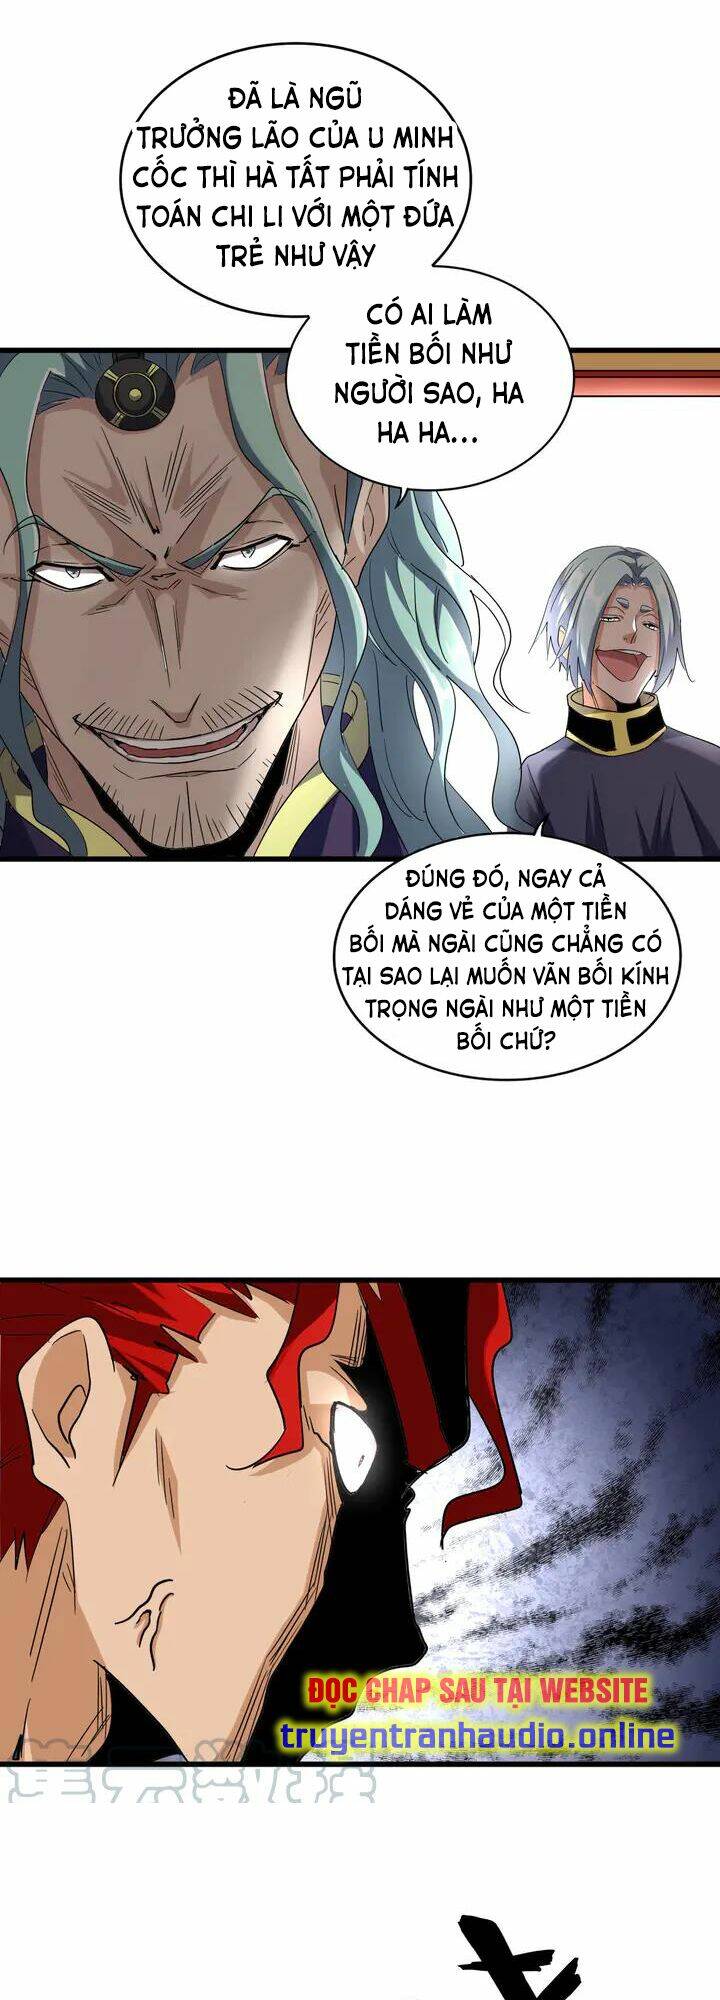 ĐÃ LÀ NGŨ
TRƯỞNG LÃO CỦA U MINH
CỐC THÌ HÀ TẤT PHẢI TÍNH
TOÁN CHI LI VỚI MỘT ĐỨA
TRẺ NHƯ VẬY
CÓ AI LÀM
TIỀN BỐI NHƯ
NGƯỜI SAO, HA
HA HA...
ĐÚNG ĐÓ, NGAY CẢ
DÁNG VẺ CỦA MỘT TIỀN
BỐI MÀ NGÀI CŨNG CHẲNG CÓ
TẠI SAO LẠI MUỐN VÃN BỐI KÍNH
TRỌNG NGÀI NHƯ MỘT TIỀN
BỐI CHỨ?
ĐỌC CHAP SAU TẠI WEBSITE
truyentranhaudio.online